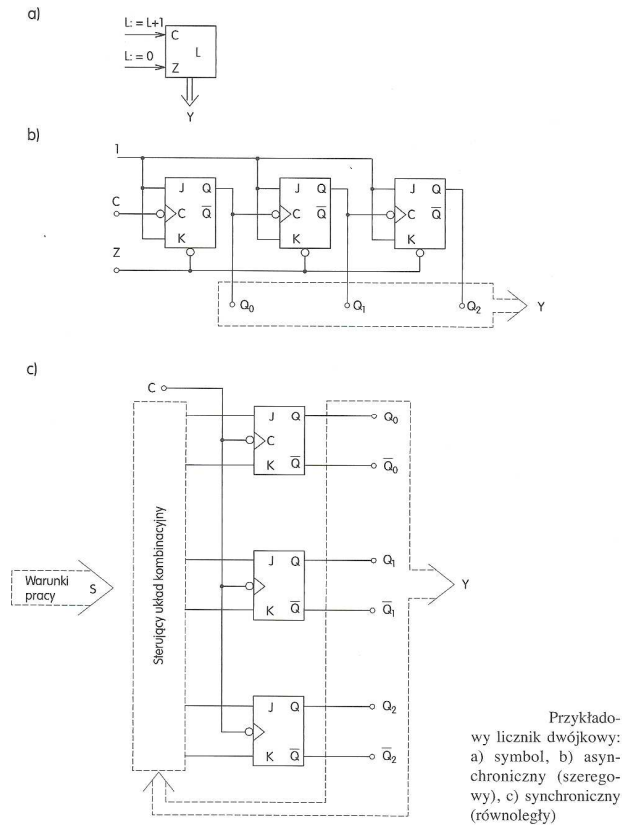 a)
L: = L+1
C
L
L: = 0
Z
Y
b)
1
J Q J Q J Q
C
C Q̅ C Q̅ C Q̅
K K K
Z
Q₀ Q₁ Q₂ Y
c)
C
J Q Q₀
C
K Q̅ Q̅₀
Sterujący układ kombinacyjny
J Q Q₁
Warunki
pracy
S
Y
K Q̅ Q̅₁
J Q Q₂
K Q̅ Q̅₂
Przykłado-
wy licznik dwójkowy:
a) symbol, b) asyn-
chroniczny (szerego-
wy), c) synchroniczny
(równoległy)